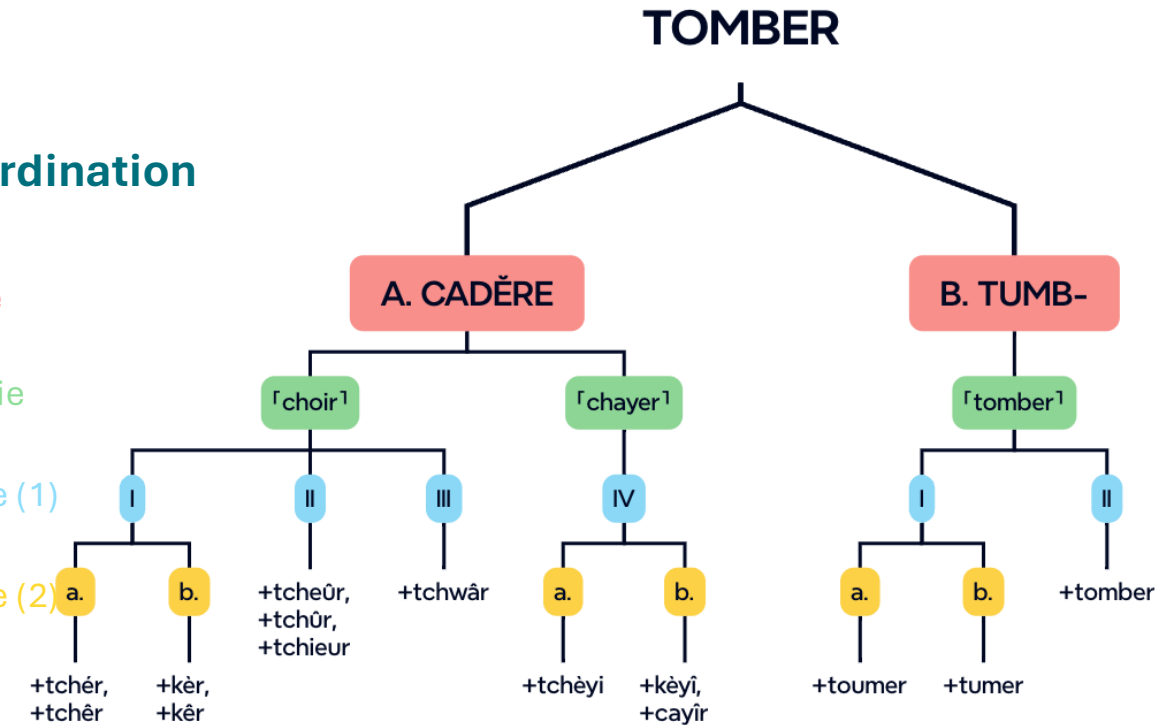 TOMBER
rdination
A. CADĔRE
B. TUMB-
e
ie
⸢choir⸣
⸢chayer⸣
⸢tomber⸣
e (1)
I
II
III
IV
I
II
e (2)
a.
b.
+tcheûr,
+tchûr,
+tchieur
+tchwâr
a.
b.
a.
b.
+tomber
+tchér,
+tchêr
+kèr,
+kêr
+tchèyi
+kèyî,
+cayîr
+toumer
+tumer